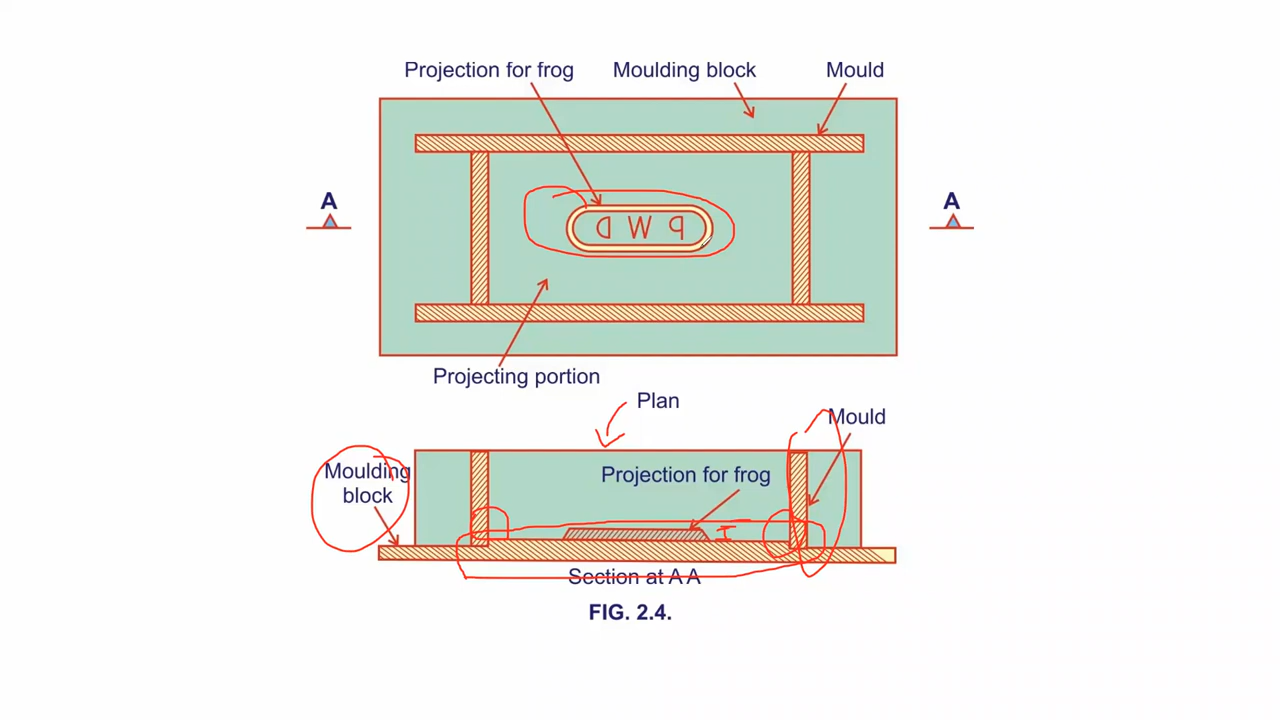 Projection for frog Moulding block Mould
A A
D W P
Projecting portion
Plan
Mould
Moulding
block
Projection for frog
Section at A A
FIG. 2.4.